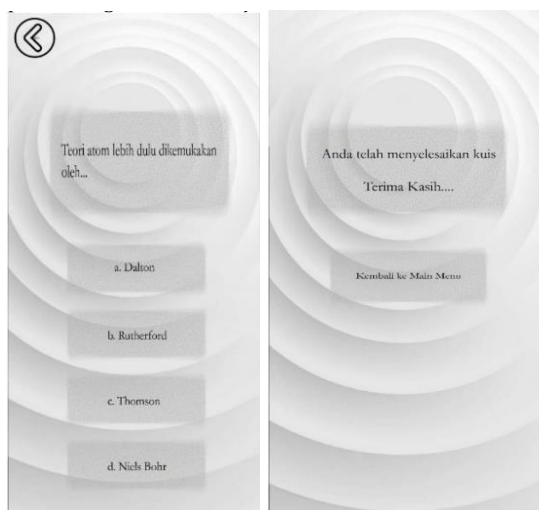 Teori atom lebih dulu dikemukakan
oleh...
a. Dalton
b. Rutherford
c. Thomson
d. Niels Bohr
Anda telah menyelesaikan kuis
Terima Kasih....
Kembali ke Main Menu